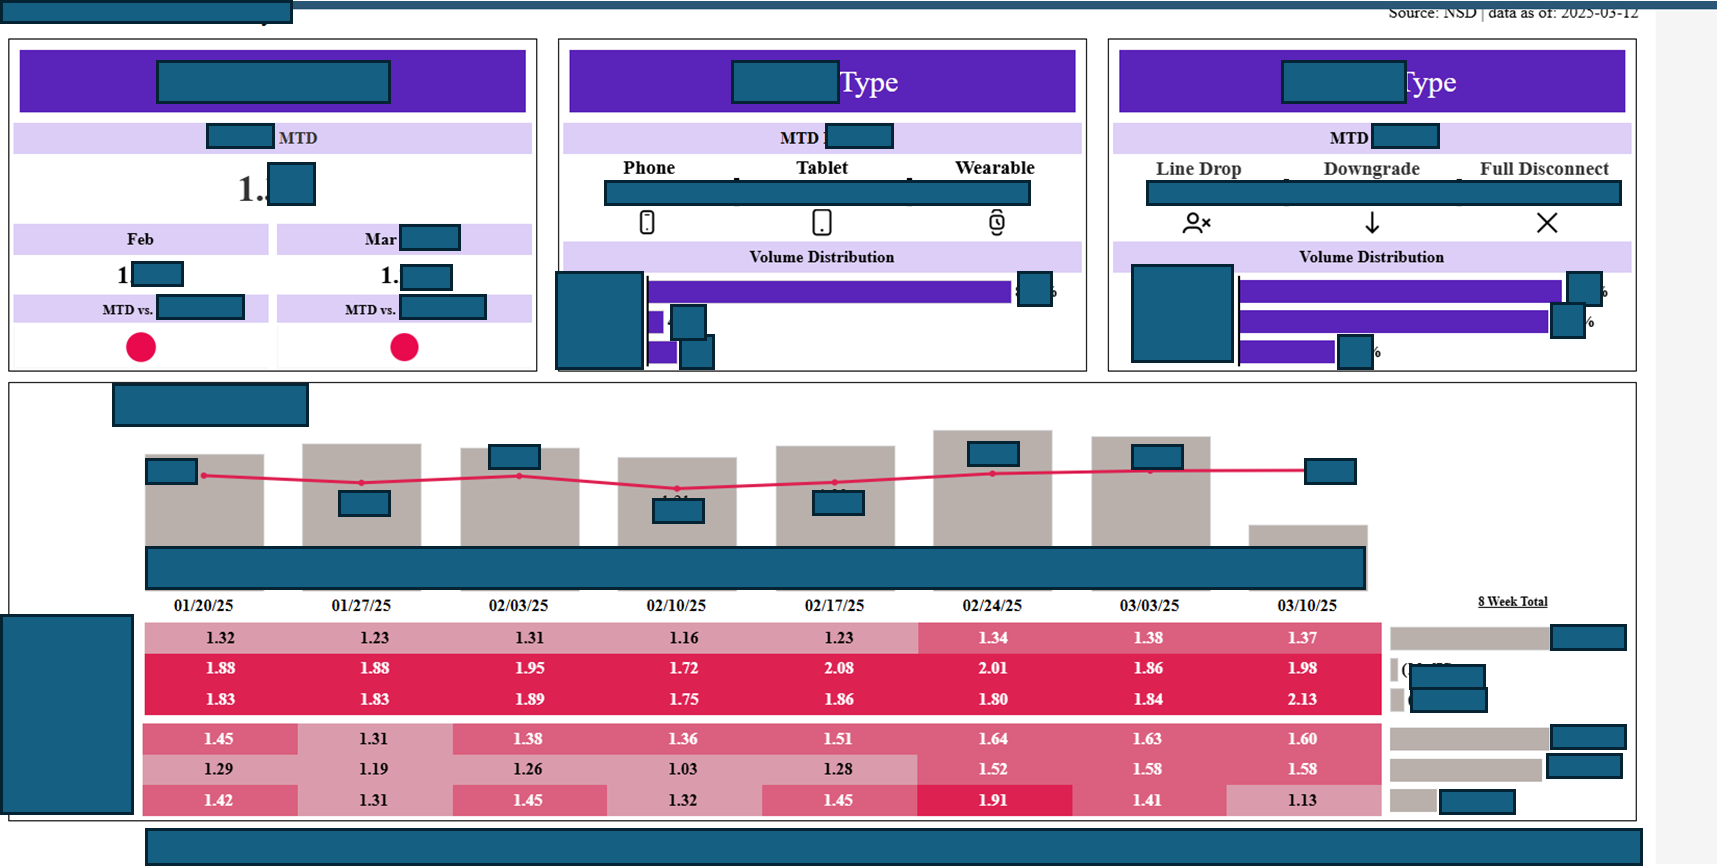 Source: NSD | data as of: 2025-03-12
Type
Type
MTD
MTD
MTD
Phone Tablet Wearable
Line Drop Downgrade Full Disconnect
1.
Feb Mar
Volume Distribution
Volume Distribution
1 1.
MTD vs. MTD vs.
%
%
%
%
01/20/25 01/27/25 02/03/25 02/10/25 02/17/25 02/24/25 03/03/25 03/10/25 8 Week Total
1.32 1.23 1.31 1.16 1.23 1.34 1.38 1.37
1.88 1.88 1.95 1.72 2.08 2.01 1.86 1.98
1.83 1.83 1.89 1.75 1.86 1.80 1.84 2.13
1.45 1.31 1.38 1.36 1.51 1.64 1.63 1.60
1.29 1.19 1.26 1.03 1.28 1.52 1.58 1.58
1.42 1.31 1.45 1.32 1.45 1.91 1.41 1.13